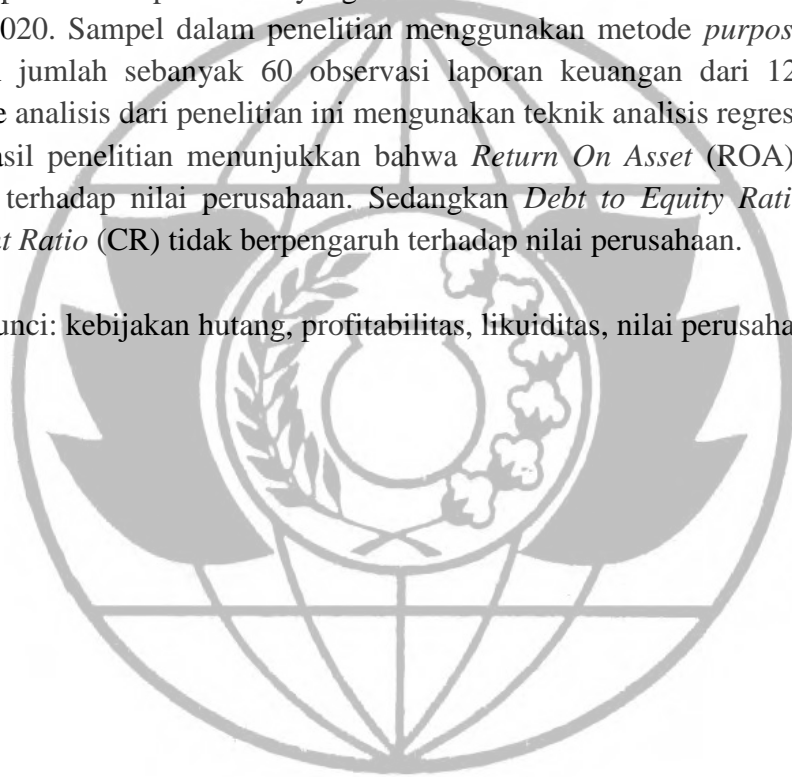 020. Sampel dalam penelitian menggunakan metode purpos
jumlah sebanyak 60 observasi laporan keuangan dari 12
e analisis dari penelitian ini mengunakan teknik analisis regres
asil penelitian menunjukkan bahwa Return On Asset (ROA)
terhadap nilai perusahaan. Sedangkan Debt to Equity Rati
t Ratio (CR) tidak berpengaruh terhadap nilai perusahaan.
unci: kebijakan hutang, profitabilitas, likuiditas, nilai perusaha